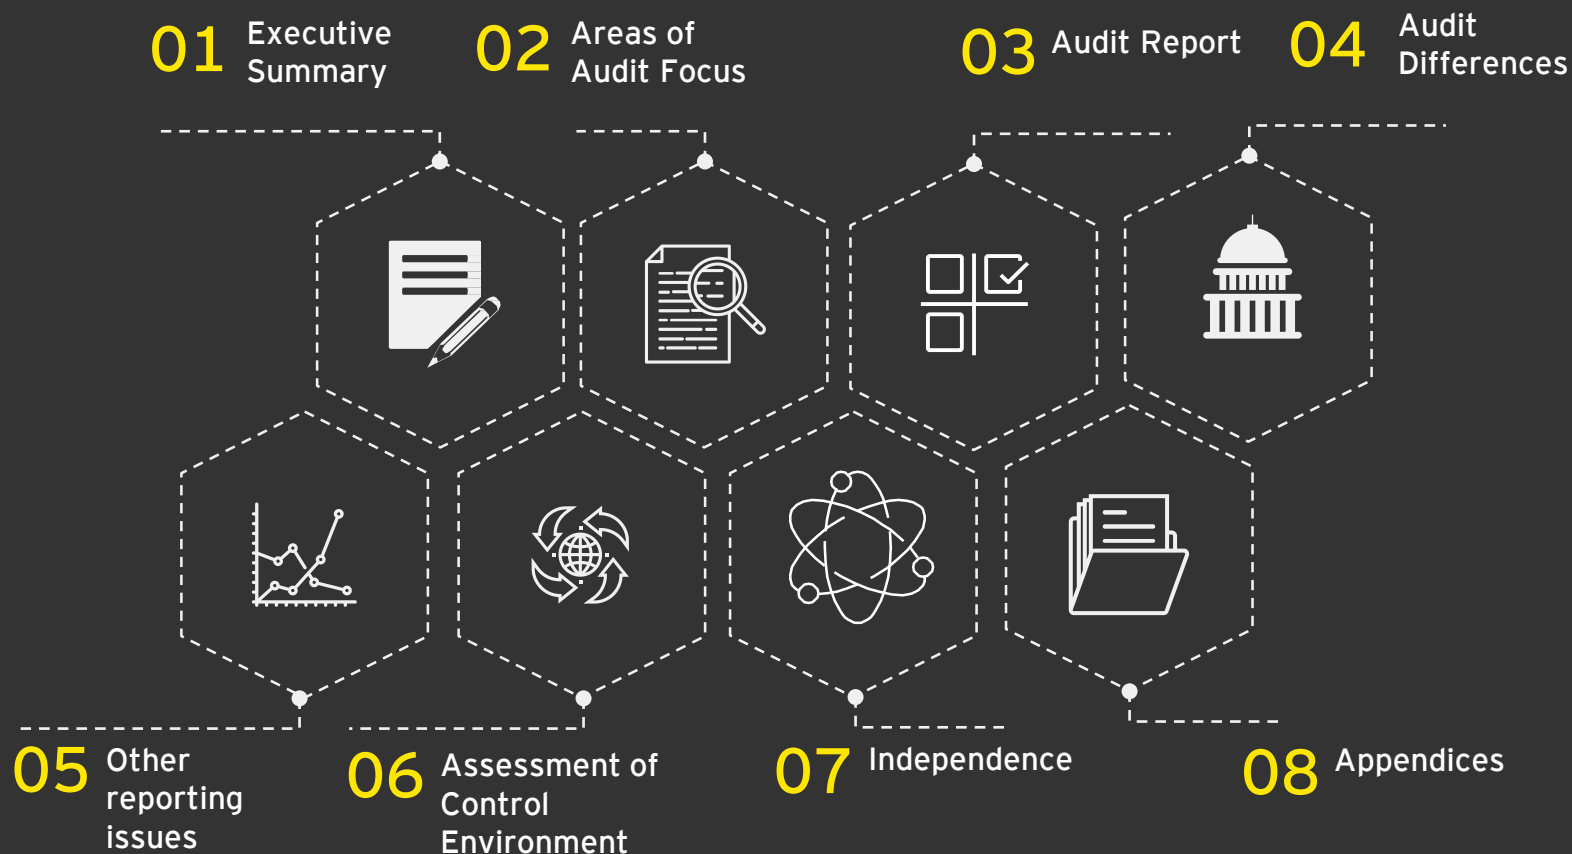 01
Executive
Summary
02
Areas of
Audit Focus
03
Audit Report
04
Audit
Differences
05
Other
reporting
issues
06
Assessment of
Control
Environment
07
Independence
08
Appendices